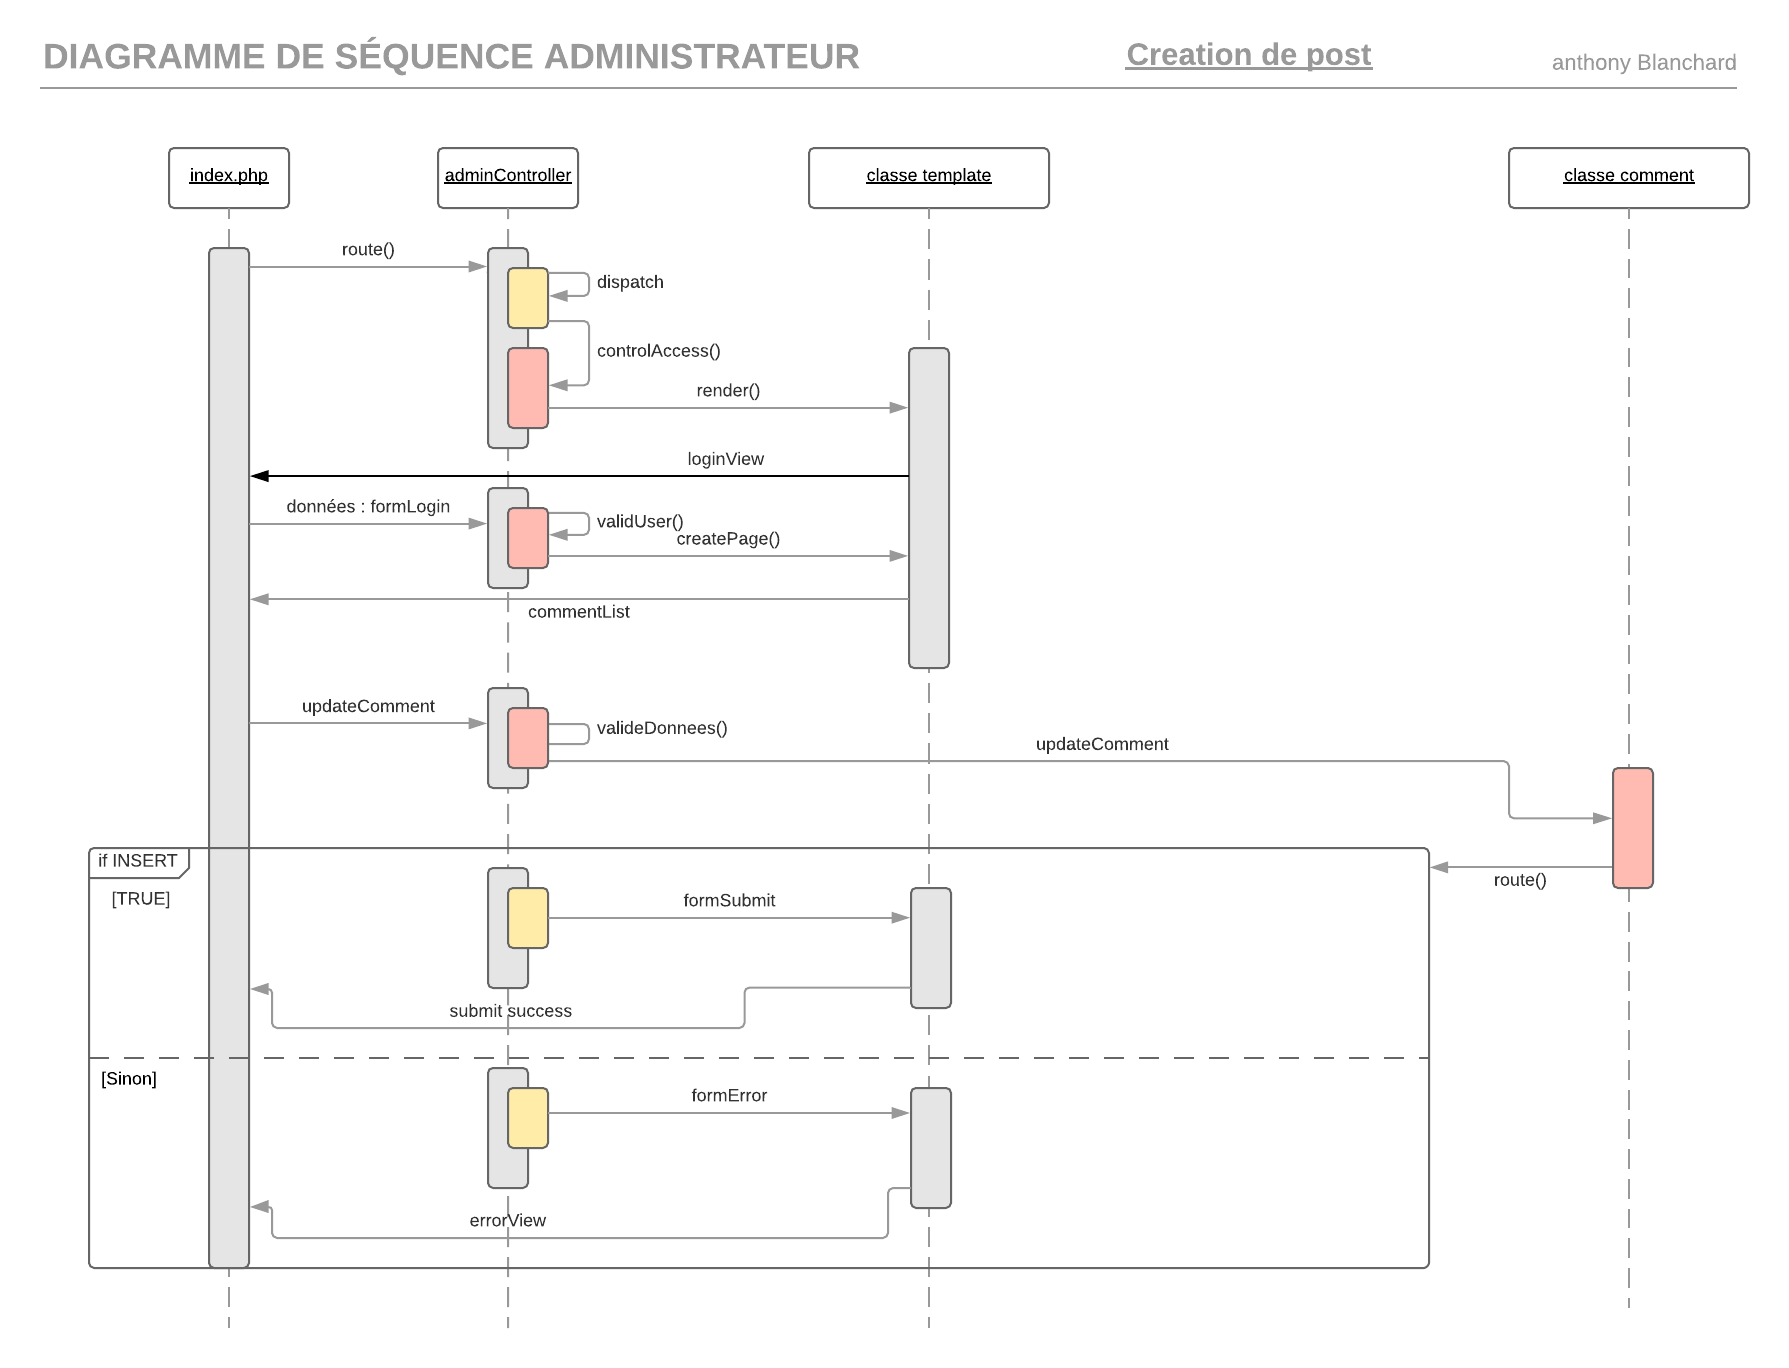 DIAGRAMME DE SÉQUENCE ADMINISTRATEUR
Creation de post
anthony Blanchard
index.php
adminController
classe template
classe comment
route()
dispatch
controlAccess()
render()
loginView
données : formLogin
validUser()
createPage()
commentList
updateComment
valideDonnees()
updateComment
if INSERT
route()
[TRUE]
formSubmit
submit success
[Sinon]
formError
errorView